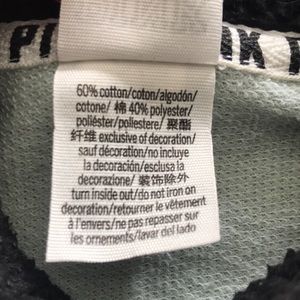 60% cotton/coton/algodón/
cotone/ 棉 40% polyester/
poliéster/poliestere/ 聚酯
纤维 exclusive of decoration/
sauf décoration/no incluye
la decoración/esclusa di
decorazione/ 装饰除外
turn inside out/do not iron on
decoration/retourner le vêtement
à l'envers/ne pas repasser sur
les ornements/lavar del lado